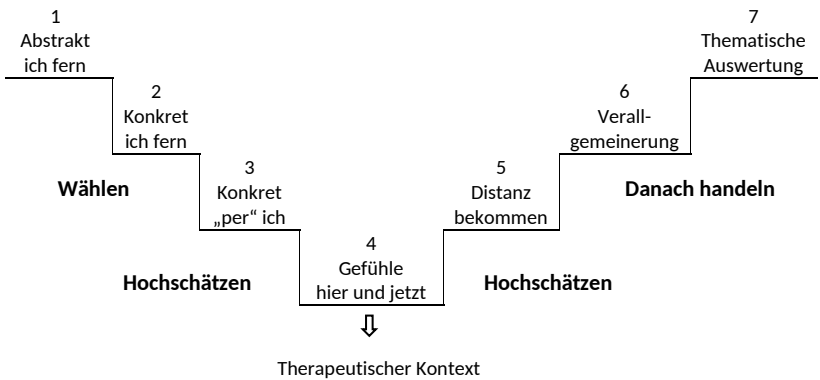 1
Abstrakt
ich fern
2
Konkret
ich fern
3
Konkret
„per“ ich
4
Gefühle
hier und jetzt
5
Distanz
bekommen
6
Verall-
gemeinerung
7
Thematische
Auswertung
Wählen
Danach handeln
Hochschätzen
Hochschätzen
Therapeutischer Kontext